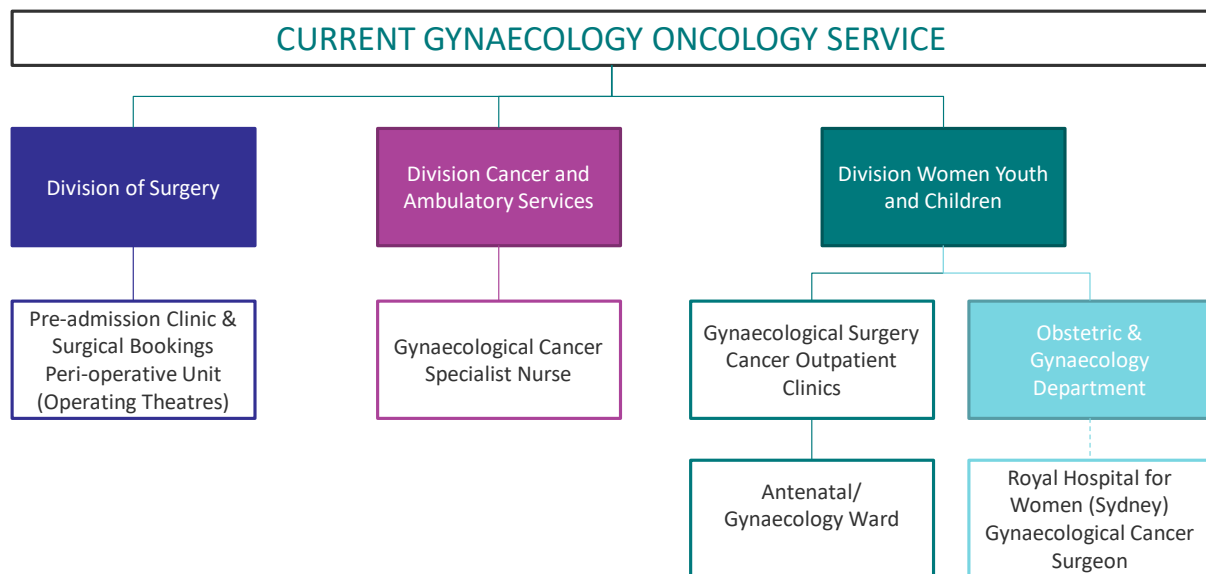 CURRENT GYNAECOLOGY ONCOLOGY SERVICE
Division of Surgery
Division Cancer and
Ambulatory Services
Division Women Youth
and Children
Pre-admission Clinic &
Surgical Bookings
Peri-operative Unit
(Operating Theatres)
Gynaecological Cancer
Specialist Nurse
Gynaecological Surgery
Cancer Outpatient
Clinics
Obstetric &
Gynaecology
Department
Antenatal/
Gynaecology Ward
Royal Hospital for
Women (Sydney)
Gynaecological Cancer
Surgeon